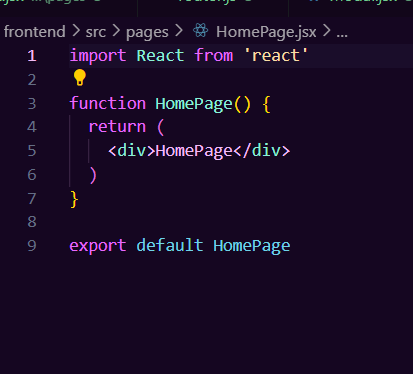 frontend > src > pages > HomePage.jsx > ...
1 import React from 'react'
2
3 function HomePage() {
4 return (
5 <div>HomePage</div>
6 )
7 }
8
9 export default HomePage